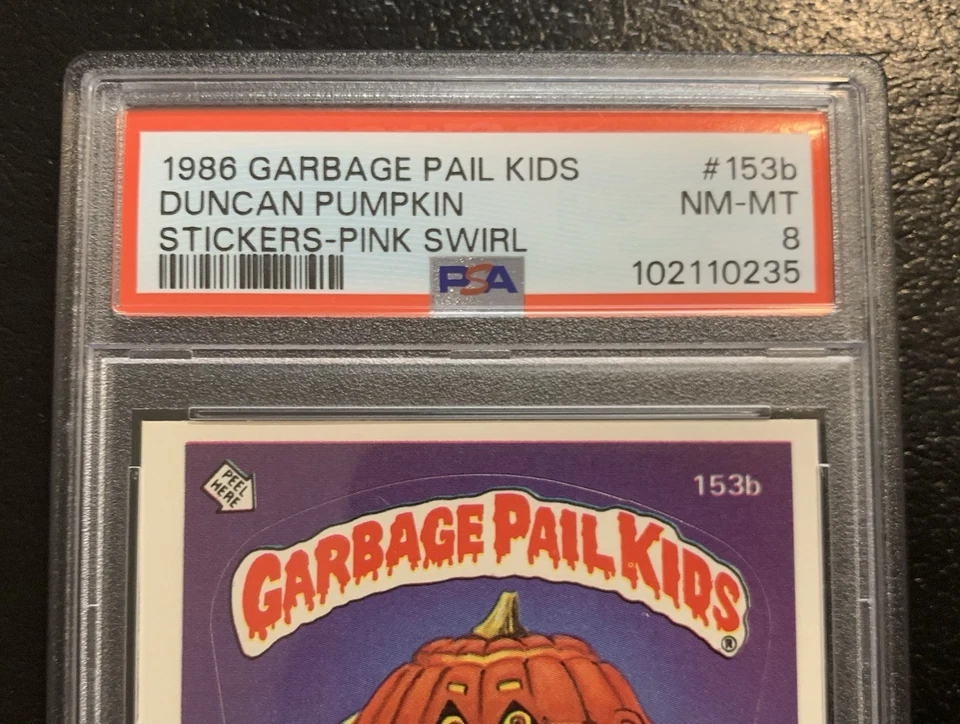 1986 GARBAGE PAIL KIDS #153b
DUNCAN PUMPKIN NM-MT
STICKERS-PINK SWIRL 8
PSA 102110235
PEEL
HERE
153b
GARBAGE PAIL KIDS
®